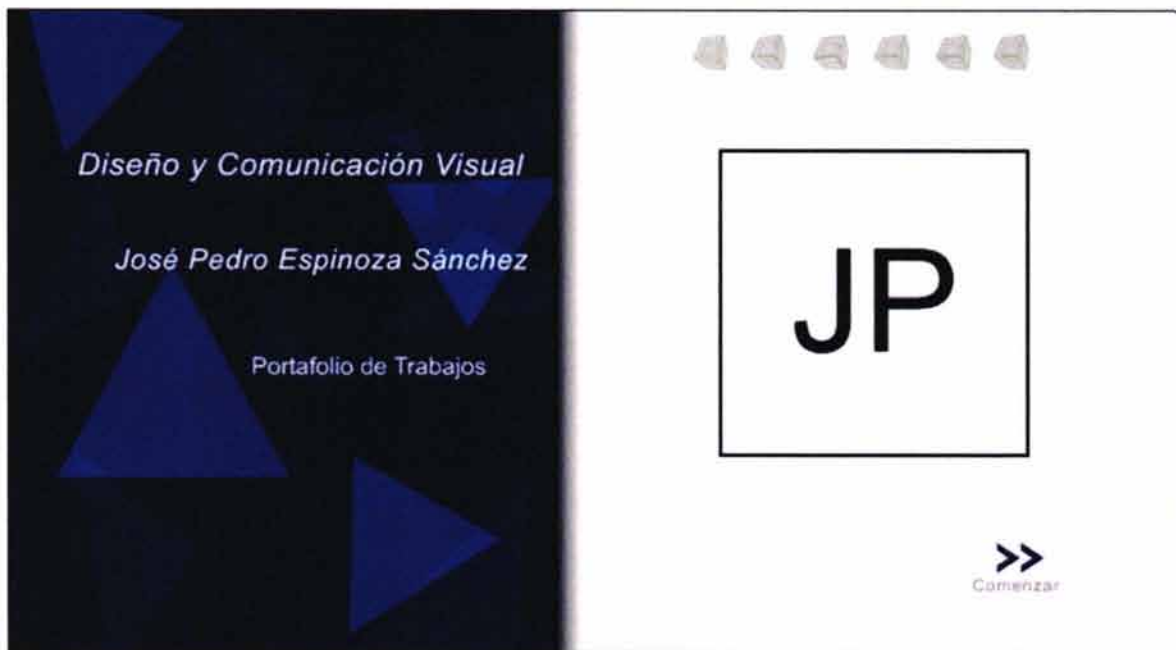 Diseño y Comunicación Visual
José Pedro Espinoza Sánchez
Portafolio de Trabajos
JP
>>
Comenzar